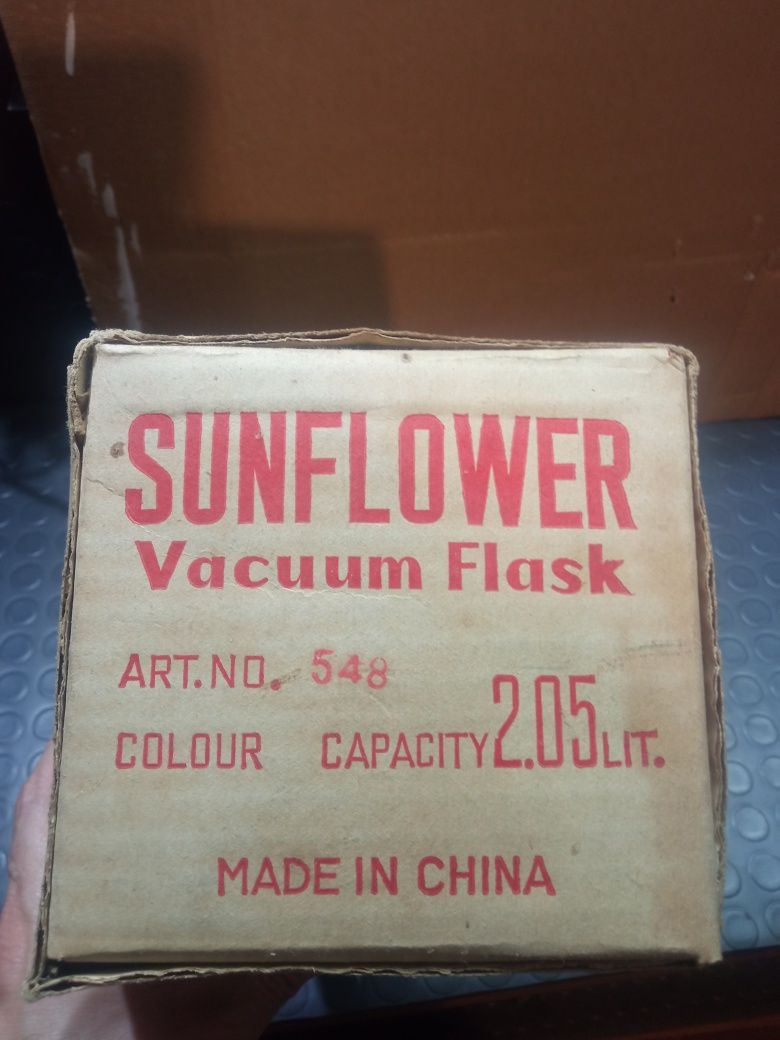 SUNFLOWER
Vacuum Flask
ART.NO. 548
COLOUR CAPACITY 2.05 LIT.
MADE IN CHINA